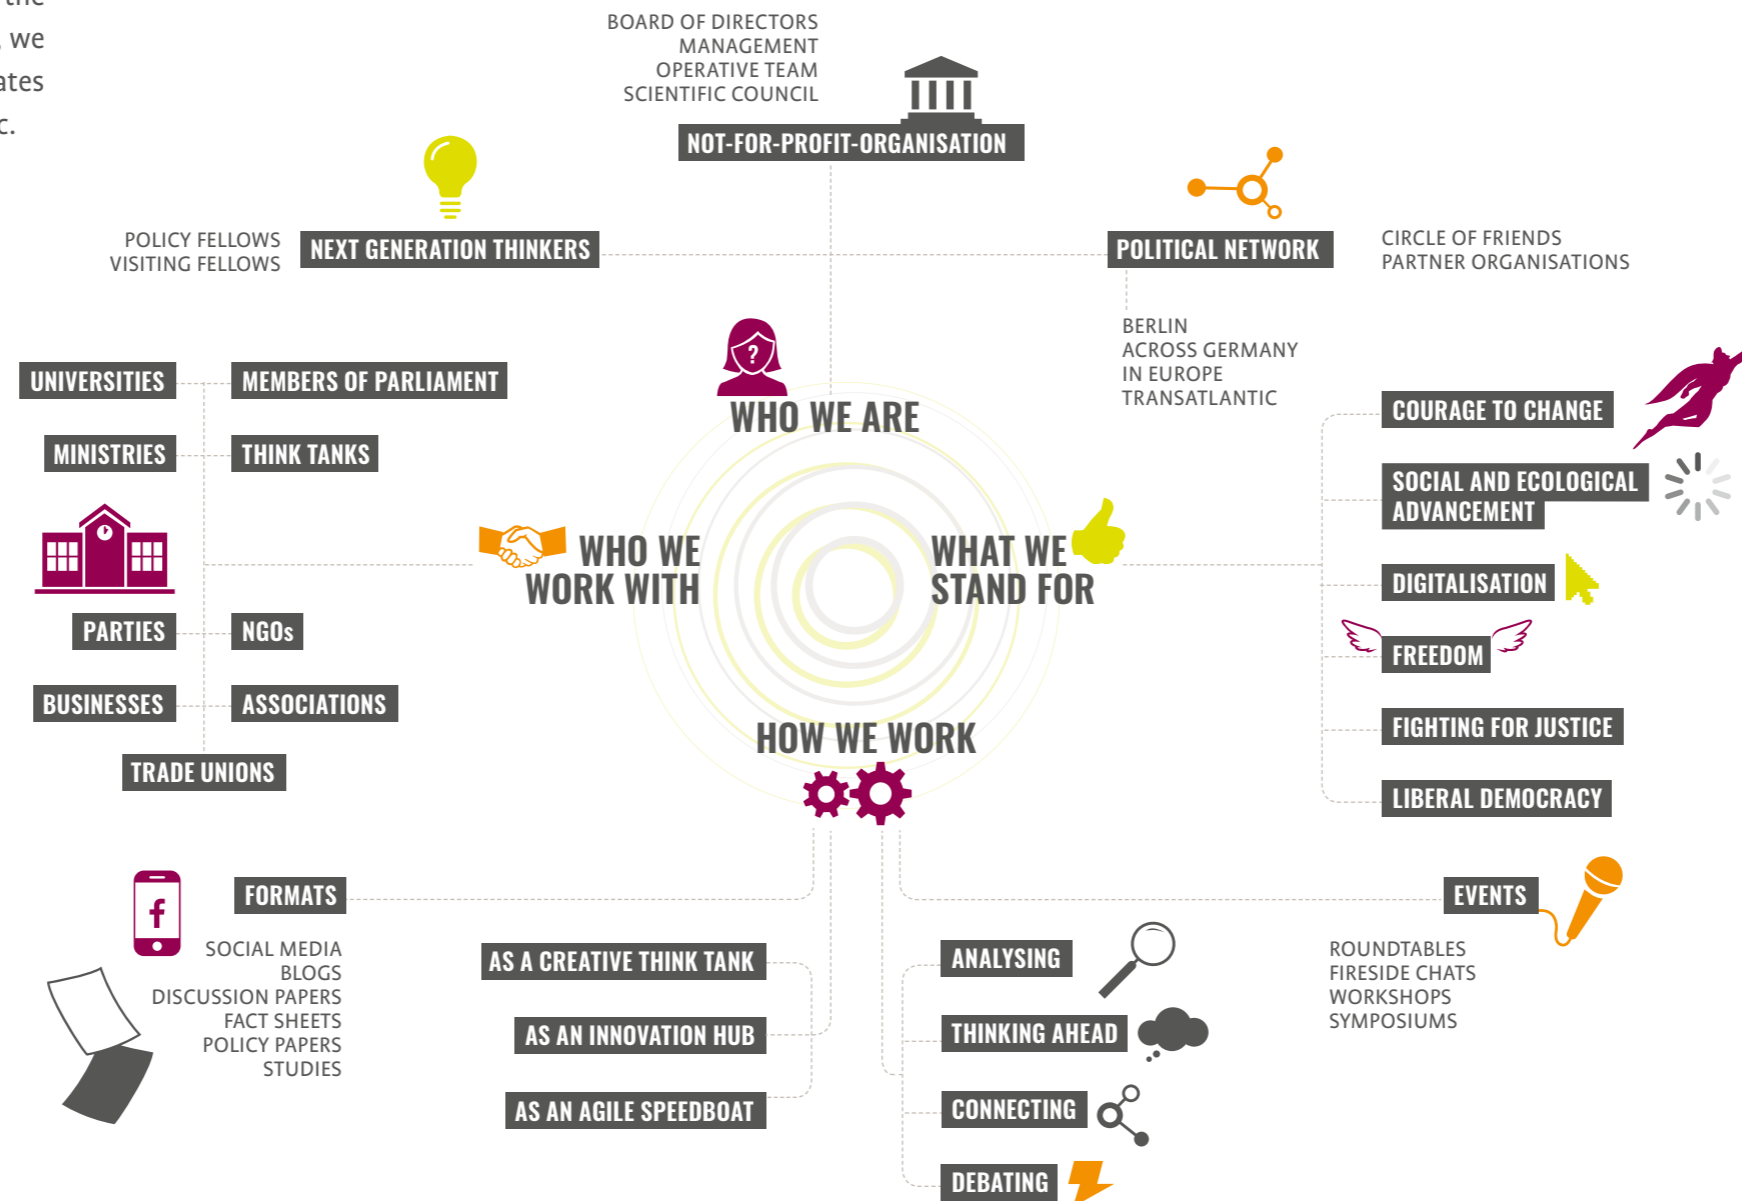 the
we
ates
c.
BOARD OF DIRECTORS
MANAGEMENT
OPERATIVE TEAM
SCIENTIFIC COUNCIL
NOT-FOR-PROFIT-ORGANISATION
POLICY FELLOWS
VISITING FELLOWS
NEXT GENERATION THINKERS
POLITICAL NETWORK
CIRCLE OF FRIENDS
PARTNER ORGANISATIONS
BERLIN
ACROSS GERMANY
IN EUROPE
TRANSATLANTIC
?
WHO WE ARE
UNIVERSITIES
MEMBERS OF PARLIAMENT
MINISTRIES
THINK TANKS
PARTIES
NGOs
BUSINESSES
ASSOCIATIONS
TRADE UNIONS
WHO WE
WORK WITH
WHAT WE
STAND FOR
COURAGE TO CHANGE
SOCIAL AND ECOLOGICAL
ADVANCEMENT
DIGITALISATION
FREEDOM
FIGHTING FOR JUSTICE
LIBERAL DEMOCRACY
HOW WE WORK
f
FORMATS
SOCIAL MEDIA
BLOGS
DISCUSSION PAPERS
FACT SHEETS
POLICY PAPERS
STUDIES
AS A CREATIVE THINK TANK
AS AN INNOVATION HUB
AS AN AGILE SPEEDBOAT
ANALYSING
THINKING AHEAD
CONNECTING
DEBATING
EVENTS
ROUNDTABLES
FIRESIDE CHATS
WORKSHOPS
SYMPOSIUMS